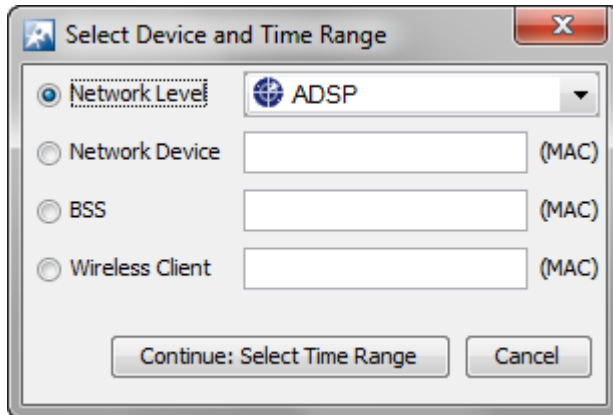 Select Device and Time Range
Network Level ADSP
Network Device (MAC)
BSS (MAC)
Wireless Client (MAC)
Continue: Select Time Range Cancel